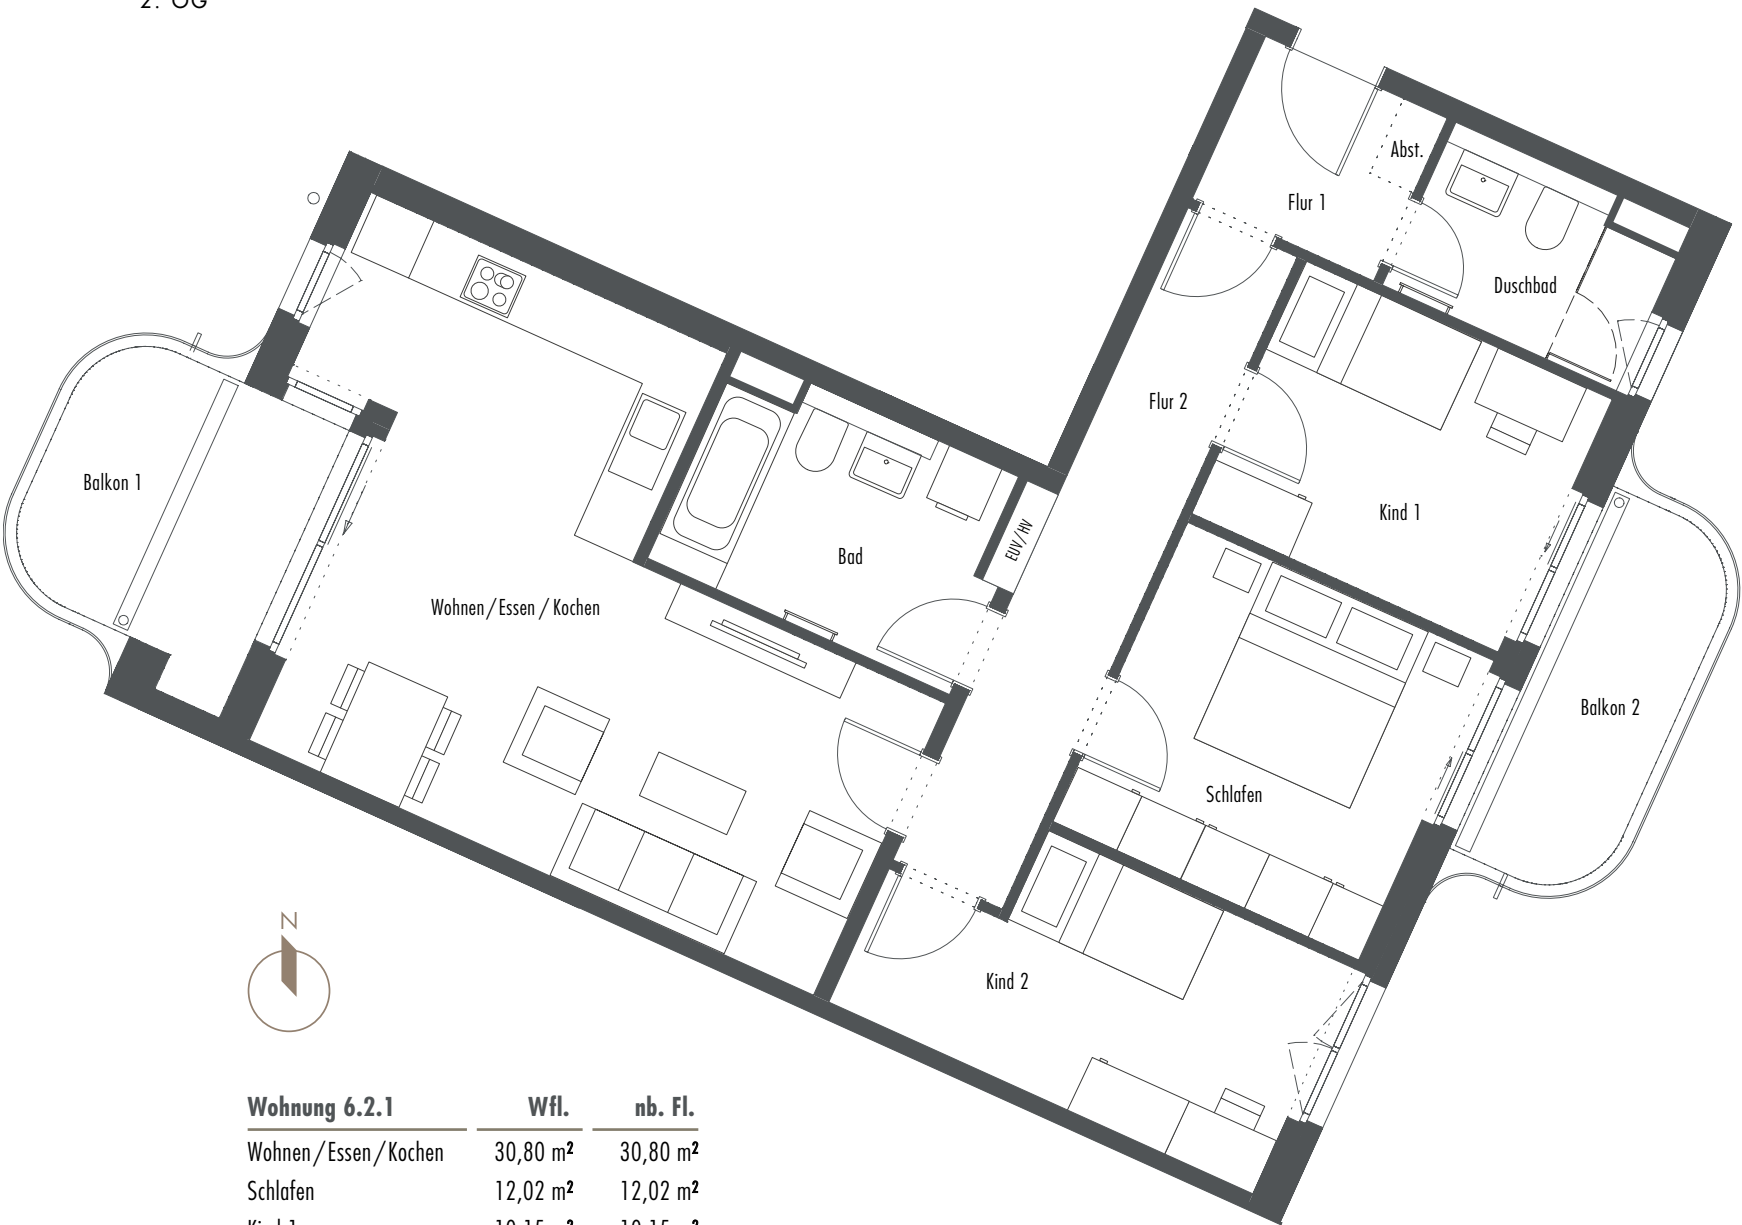 2. OG
Abst.
Flur 1
Duschbad
Flur 2
Balkon 1
Kind 1
EUV/HV
Bad
Wohnen/Essen/Kochen
Balkon 2
Schlafen
Kind 2
N
Wohnung 6.2.1 Wfl. nb. Fl.
Wohnen/Essen/Kochen 30,80 m² 30,80 m²
Schlafen 12,02 m² 12,02 m²